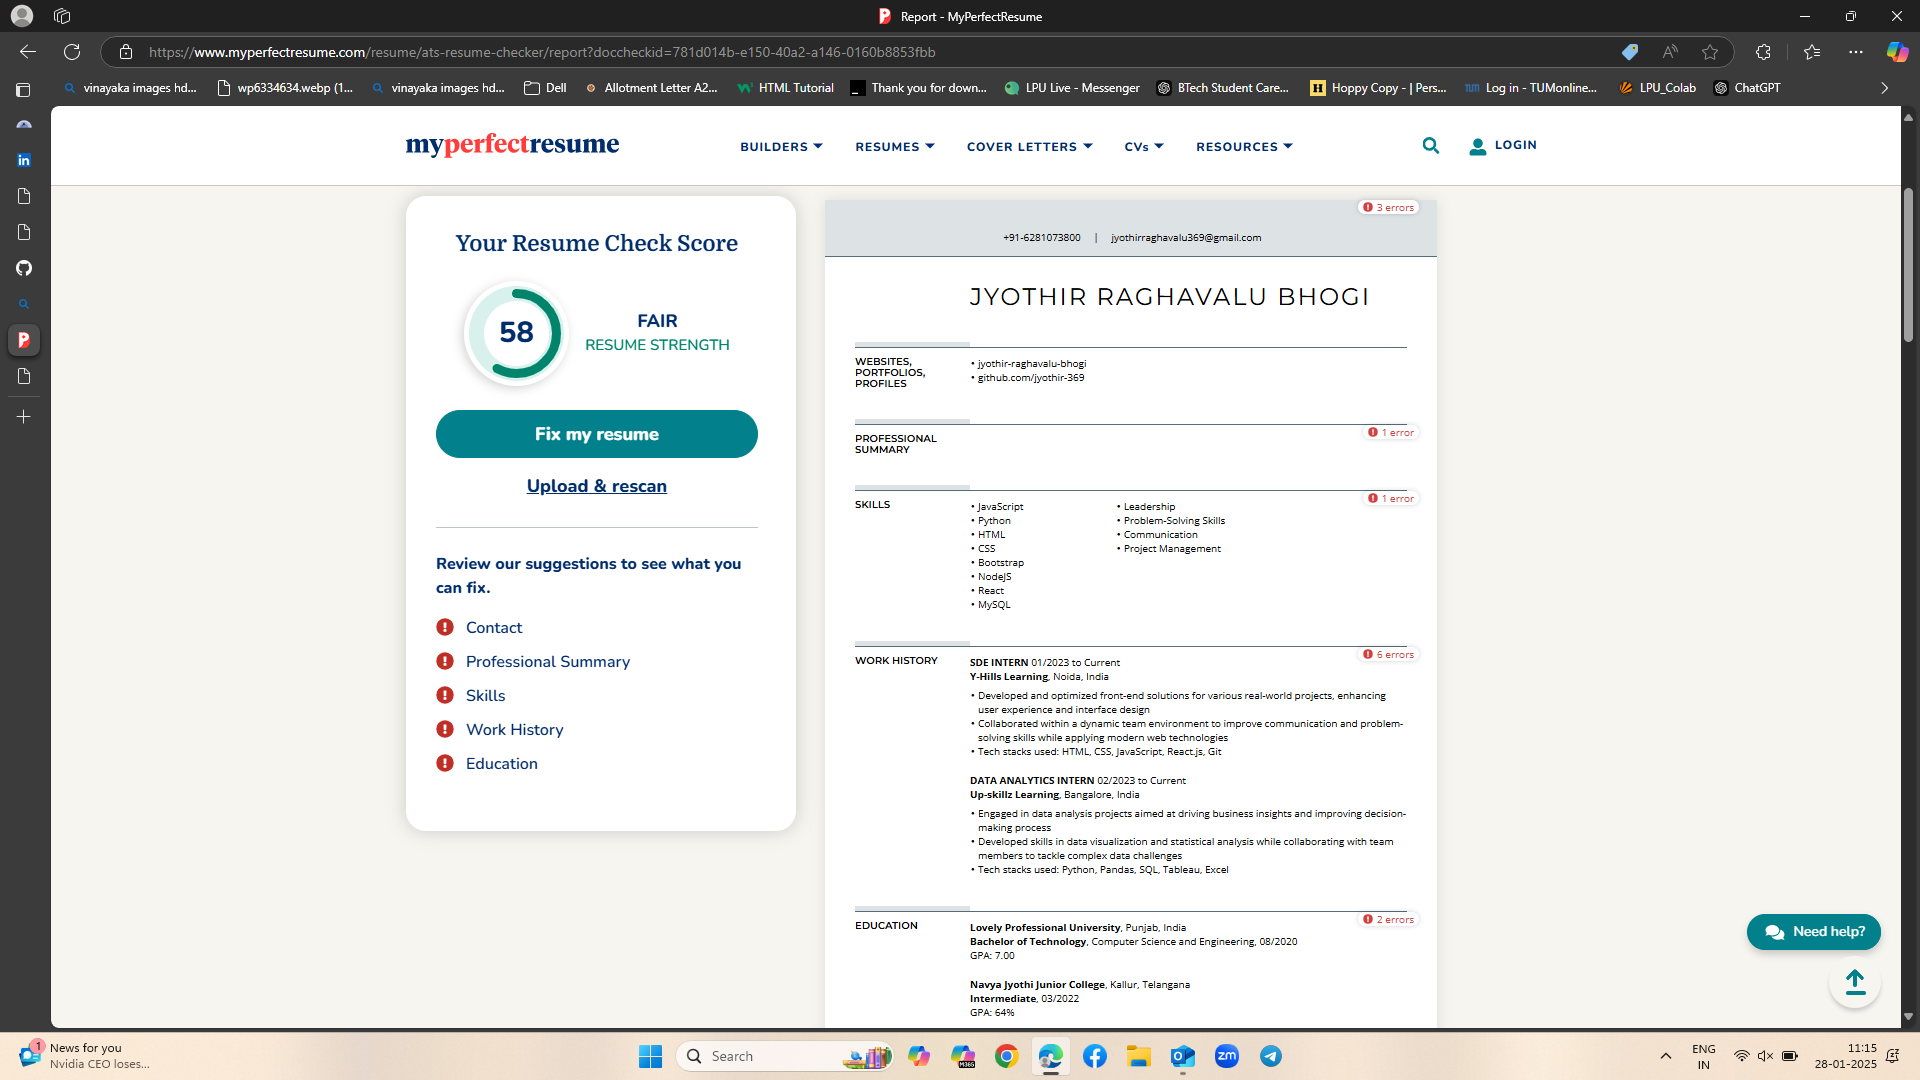 Report - MyPerfectResume
https://www.myperfectresume.com/resume/ats-resume-checker/report?doccheckid=781d014b-e150-40a2-a146-0160b8853fbb
vinayaka images hd...
wp6334634.webp (1...
vinayaka images hd...
Dell
Allotment Letter A2...
HTML Tutorial
Thank you for down...
LPU Live - Messenger
BTech Student Care...
Hoppy Copy - | Pers...
Log in - TUMonline...
LPU_Colab
ChatGPT
myperfectresume
BUILDERS
RESUMES
COVER LETTERS
CVs
RESOURCES
LOGIN
Your Resume Check Score
58
FAIR
RESUME STRENGTH
Fix my resume
Upload & rescan
Review our suggestions to see what you
can fix.
Contact
Professional Summary
Skills
Work History
Education
3 errors
+91-6281073800 | jyothirraghavalu369@gmail.com
JYOTHIR RAGHAVALU BHOGI
WEBSITES,
PORTFOLIOS,
PROFILES
• jyothir-raghavalu-bhogi
• github.com/jyothir-369
PROFESSIONAL
SUMMARY
1 error
SKILLS
1 error
• JavaScript
• Python
• HTML
• CSS
• Bootstrap
• NodeJS
• React
• MySQL
• Leadership
• Problem-Solving Skills
• Communication
• Project Management
WORK HISTORY
6 errors
SDE INTERN 01/2023 to Current
Y-Hills Learning, Noida, India
• Developed and optimized front-end solutions for various real-world projects, enhancing
user experience and interface design
• Collaborated within a dynamic team environment to improve communication and problem-
solving skills while applying modern web technologies
• Tech stacks used: HTML, CSS, JavaScript, React.js, Git
DATA ANALYTICS INTERN 02/2023 to Current
Up-skillz Learning, Bangalore, India
• Engaged in data analysis projects aimed at driving business insights and improving decision-
making process
• Developed skills in data visualization and statistical analysis while collaborating with team
members to tackle complex data challenges
• Tech stacks used: Python, Pandas, SQL, Tableau, Excel
EDUCATION
2 errors
Lovely Professional University, Punjab, India
Bachelor of Technology, Computer Science and Engineering, 08/2020
GPA: 7.00
Navya Jyothi Junior College, Kallur, Telangana
Intermediate, 03/2022
GPA: 64%
Need help?
1
News for you
Nvidia CEO loses...
Search
M365
zm
ENG
IN
11:15
28-01-2025